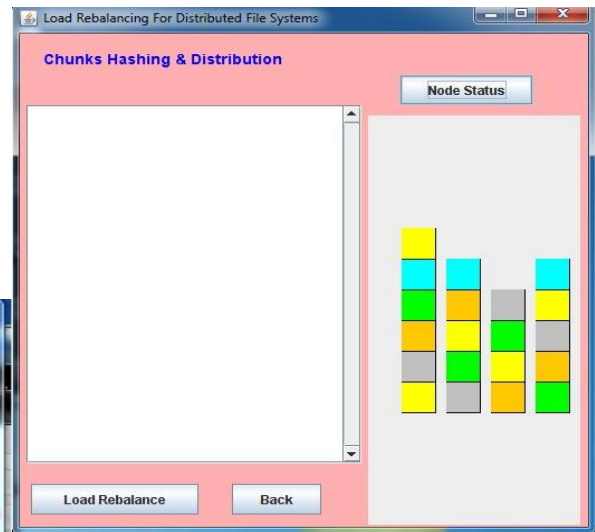 Load Rebalancing For Distributed File Systems
Chunks Hashing & Distribution
Node Status
Load Rebalance
Back